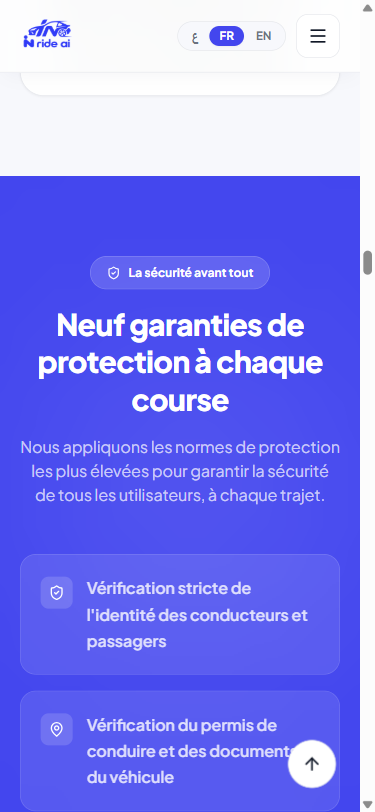 iN ride ai
ع FR EN
La sécurité avant tout
Neuf garanties de
protection à chaque
course
Nous appliquons les normes de protection
les plus élevées pour garantir la sécurité
de tous les utilisateurs, à chaque trajet.
Vérification stricte de
l'identité des conducteurs et
passagers
Vérification du permis de
conduire et des documents
du véhicule